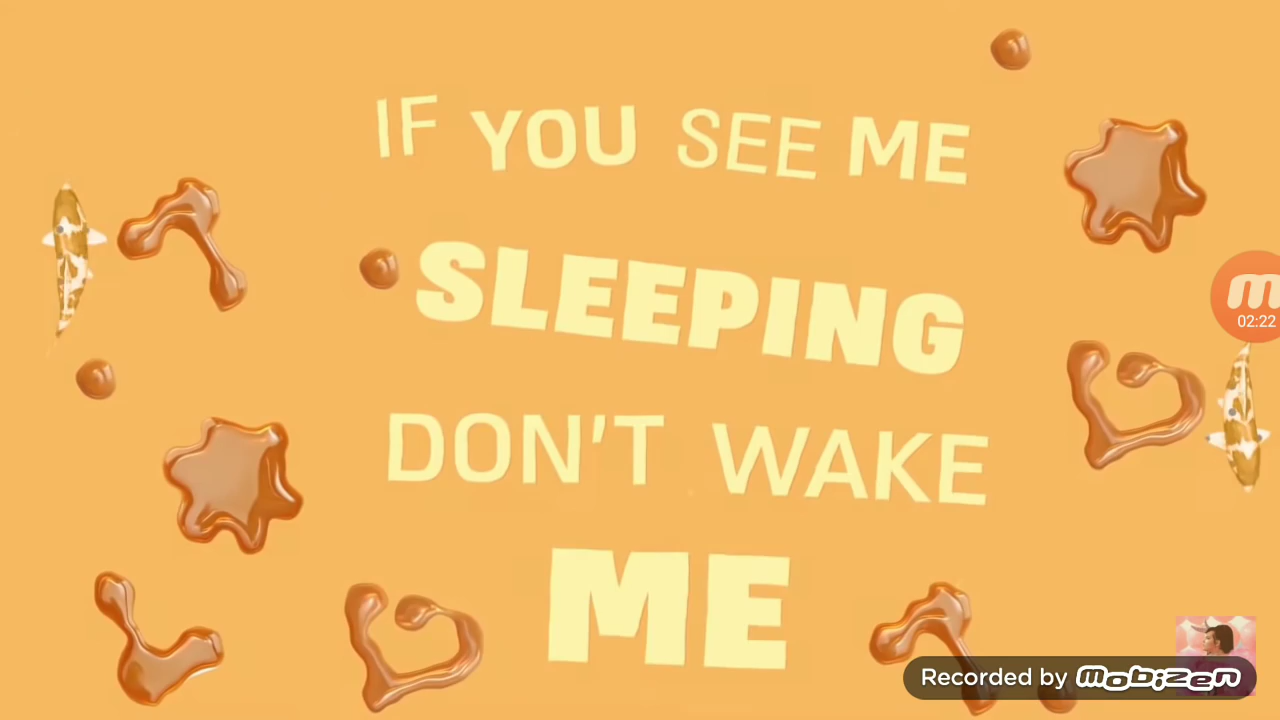 IF YOU SEE ME
SLEEPING
DON'T WAKE
ME
02:22
Recorded by mobizen